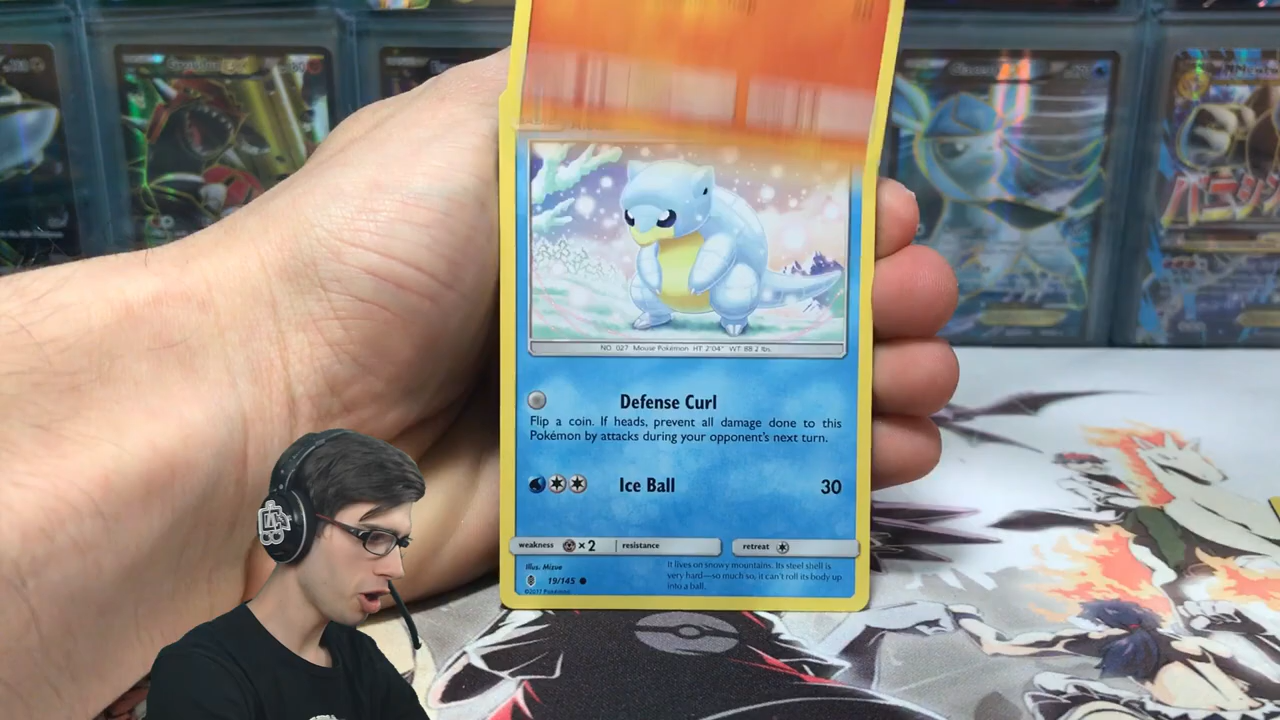 NO. 027 Mouse Pokémon HT: 2'04" WT: 88.2 lbs.
Defense Curl
Flip a coin. If heads, prevent all damage done to this
Pokémon by attacks during your opponent's next turn.
Ice Ball 30
weakness ×2 resistance retreat
Illus. Mizue
19/145
©2017 Pokémon
It lives on snowy mountains. Its steel shell is
very hard—so much so, it can't roll its body up
into a ball.